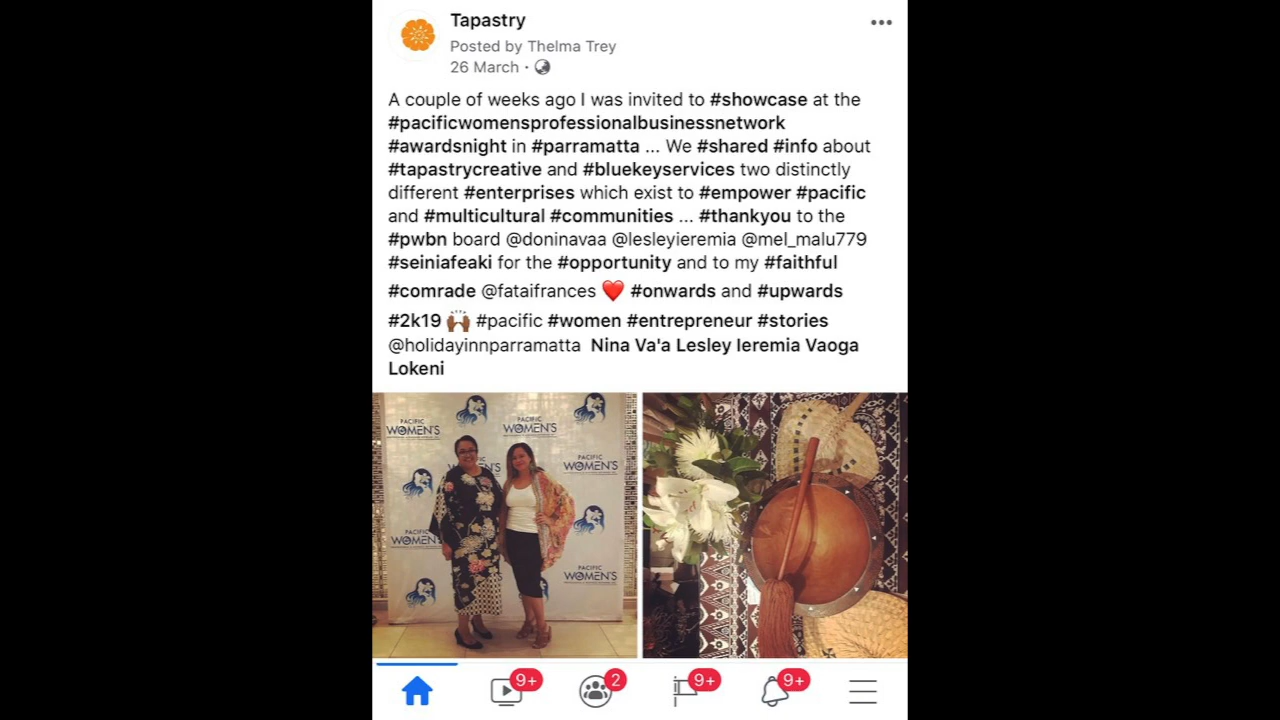 Tapastry
Posted by Thelma Trey
26 March ·
A couple of weeks ago I was invited to #showcase at the
#pacificwomensprofessionalbusinessnetwork
#awardsnight in #parramatta ... We #shared #info about
#tapastrycreative and #bluekeyservices two distinctly
different #enterprises which exist to #empower #pacific
and #multicultural #communities ... #thankyou to the
#pwbn board @doninavaa @lesleyieremia @mel_malu779
#seiniafeaki for the #opportunity and to my #faithful
#comrade @fataifrances ❤️ #onwards and #upwards
#2k19 🙌🏾 #pacific #women #entrepreneur #stories
@holidayinnparramatta Nina Va'a Lesley Ieremia Vaoga
Lokeni
PACIFIC
WOMEN'S
PACIFIC
WOMEN'S
PACIFIC
WOMEN'S
PACIFIC
WOMEN'S
PACIFIC
WOMEN'S
9+
2
9+
9+